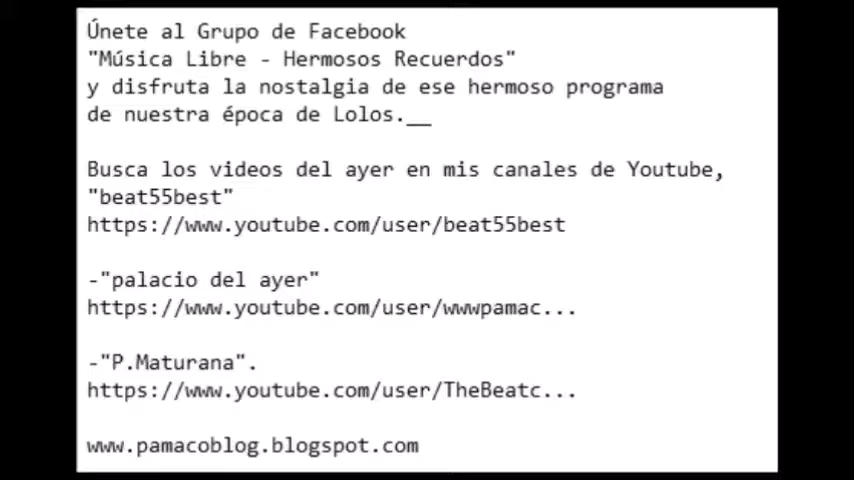 Únete al Grupo de Facebook
"Música Libre - Hermosos Recuerdos"
y disfruta la nostalgia de ese hermoso programa
de nuestra época de Lolos.__
Busca los videos del ayer en mis canales de Youtube,
"beat55best"
https://www.youtube.com/user/beat55best
-"palacio del ayer"
https://www.youtube.com/user/wwwpamac...
-"P.Maturana".
https://www.youtube.com/user/TheBeatc...
www.pamacoblog.blogspot.com